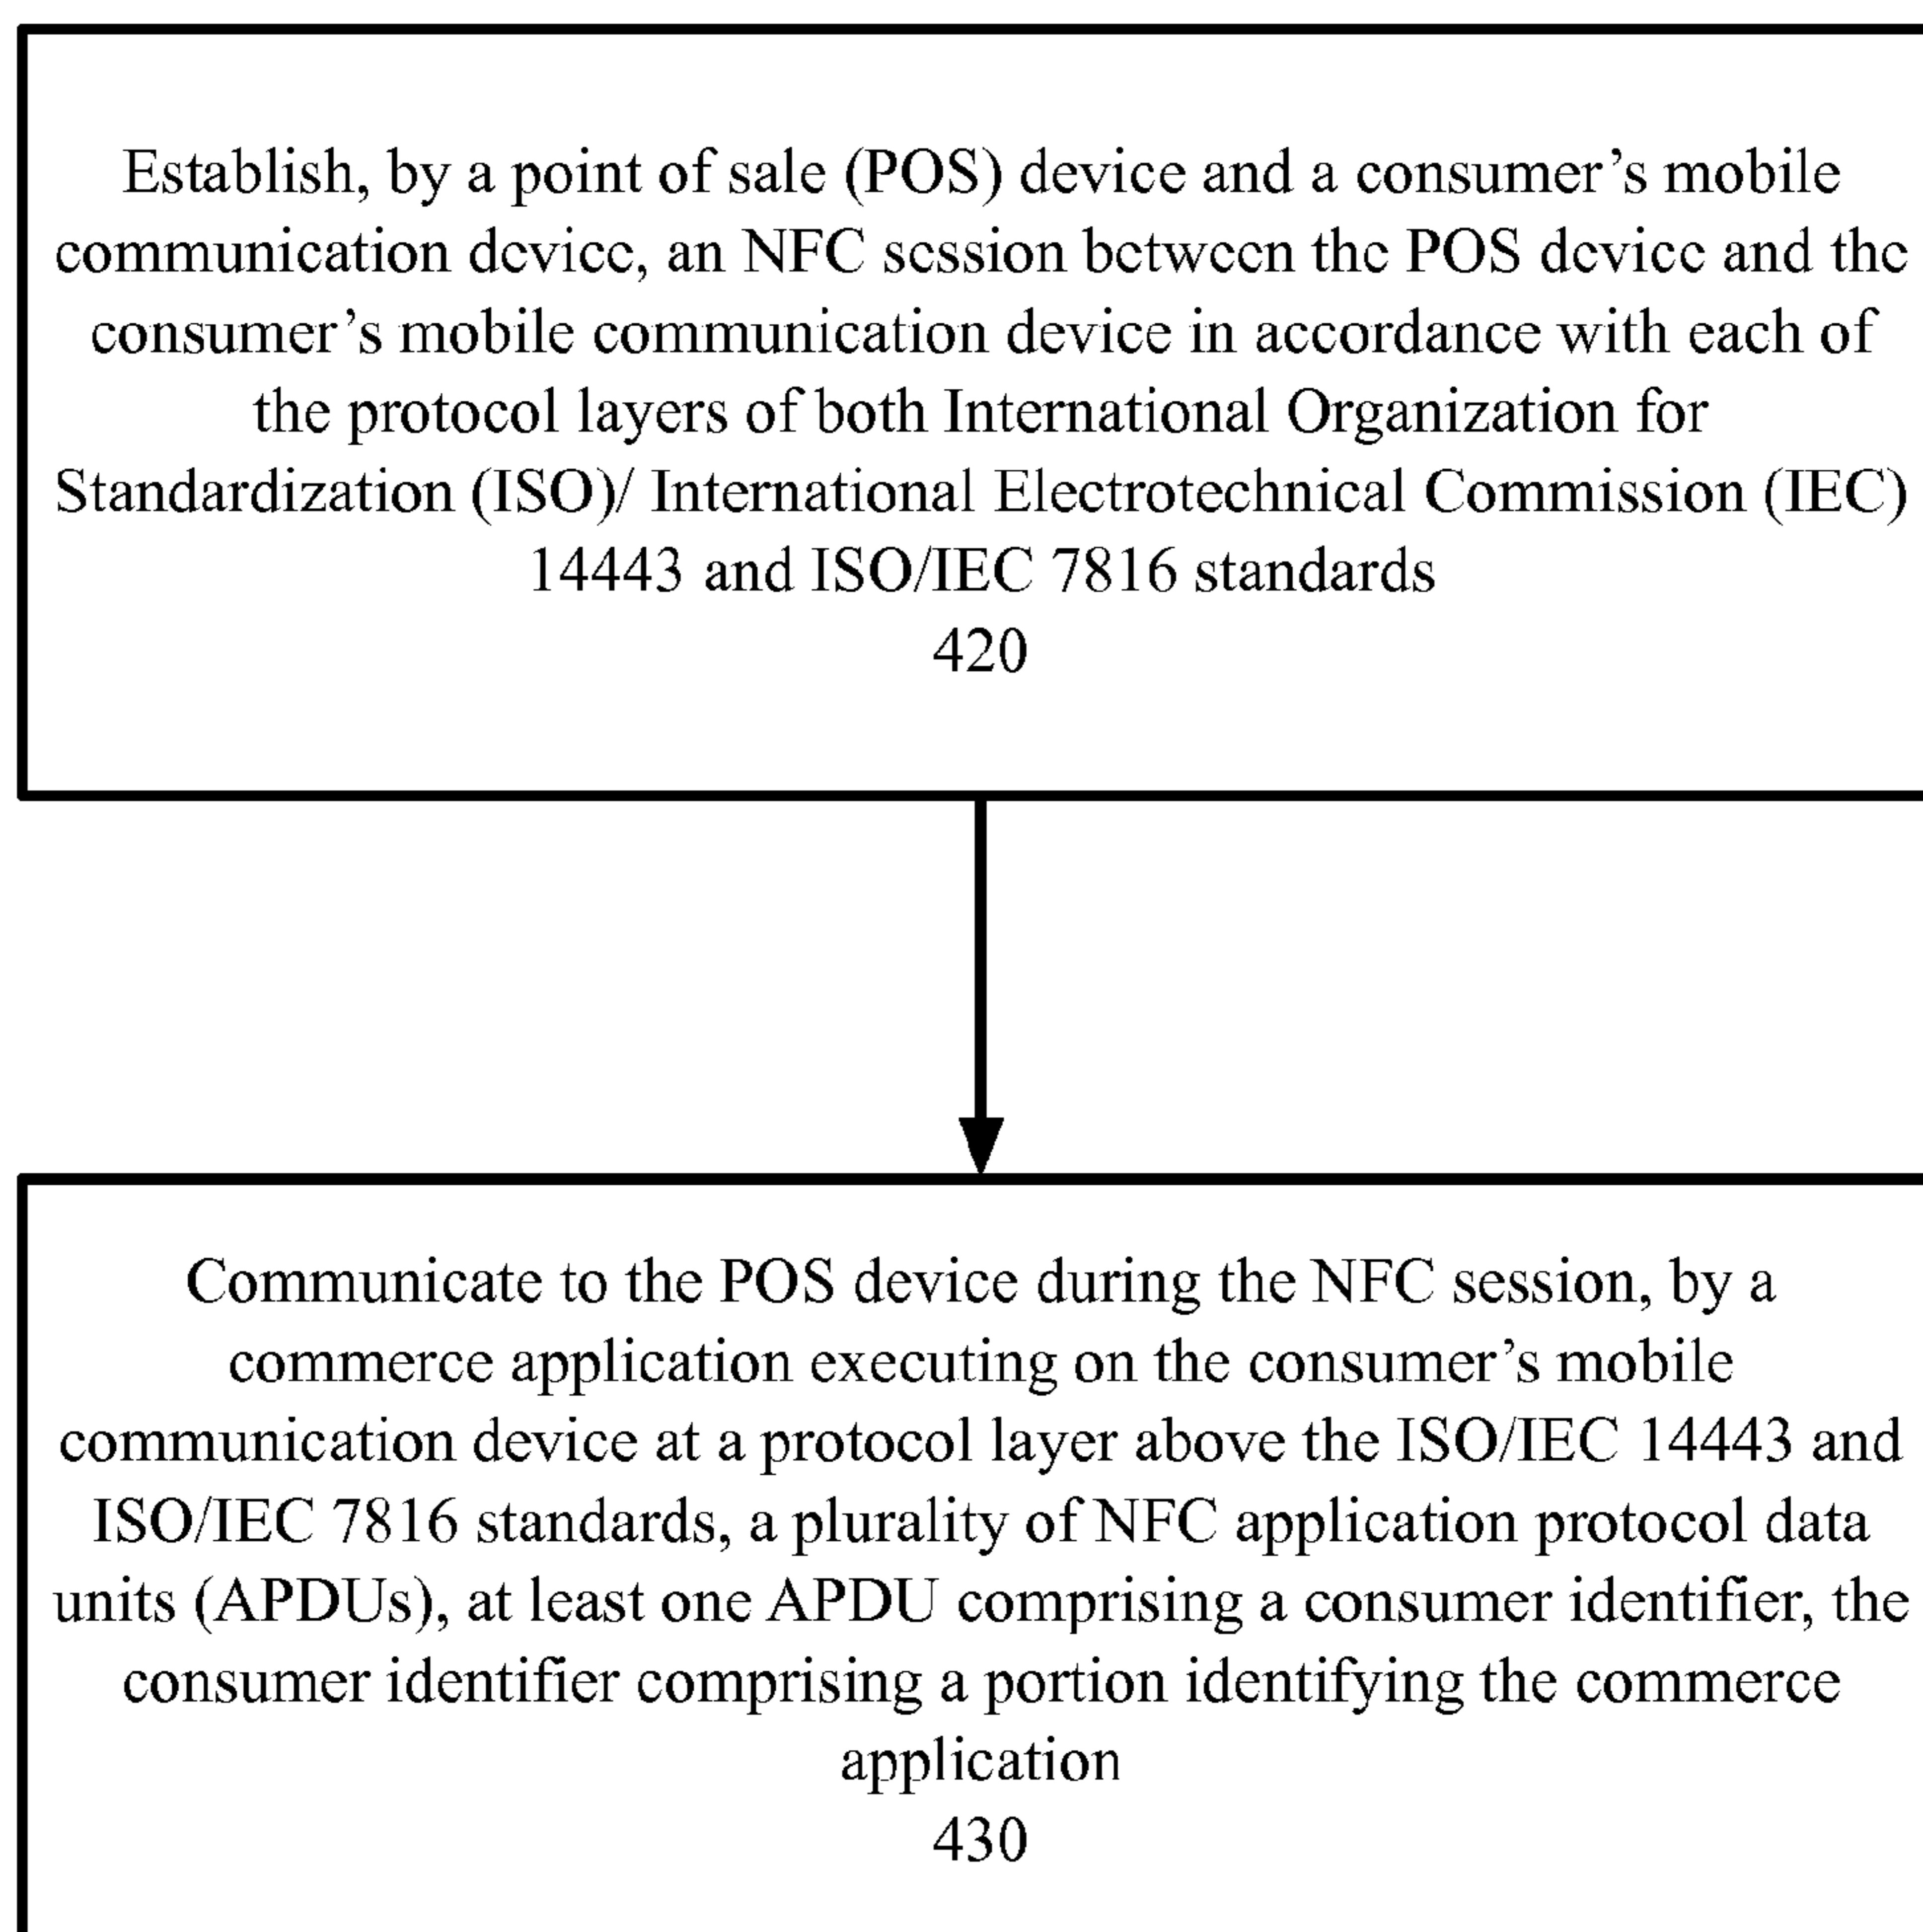 Establish, by a point of sale (POS) device and a consumer’s mobile
communication device, an NFC session between the POS device and the
consumer’s mobile communication device in accordance with each of
the protocol layers of both International Organization for
Standardization (ISO)/ International Electrotechnical Commission (IEC)
14443 and ISO/IEC 7816 standards
420
Communicate to the POS device during the NFC session, by a
commerce application executing on the consumer’s mobile
communication device at a protocol layer above the ISO/IEC 14443 and
ISO/IEC 7816 standards, a plurality of NFC application protocol data
units (APDUs), at least one APDU comprising a consumer identifier, the
consumer identifier comprising a portion identifying the commerce
application
430